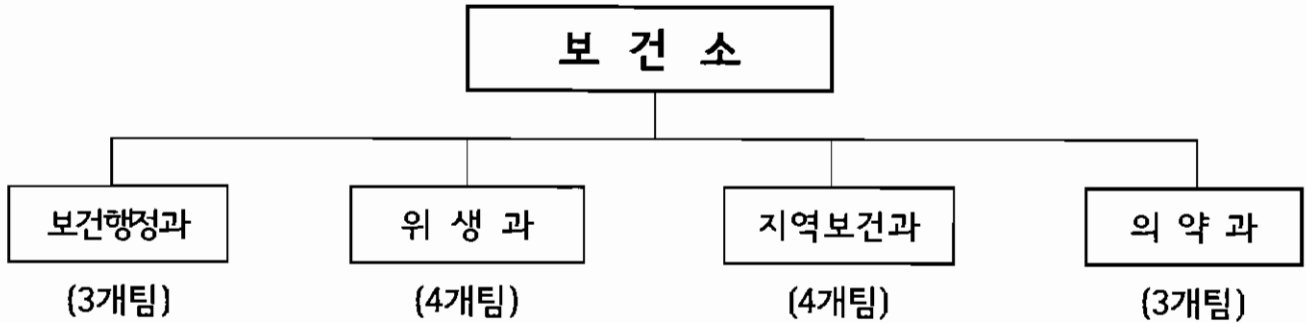 보 건 소
보건행정과 위 생 과 지역보건과 의 약 과
(3개팀) (4개팀) (4개팀) (3개팀)